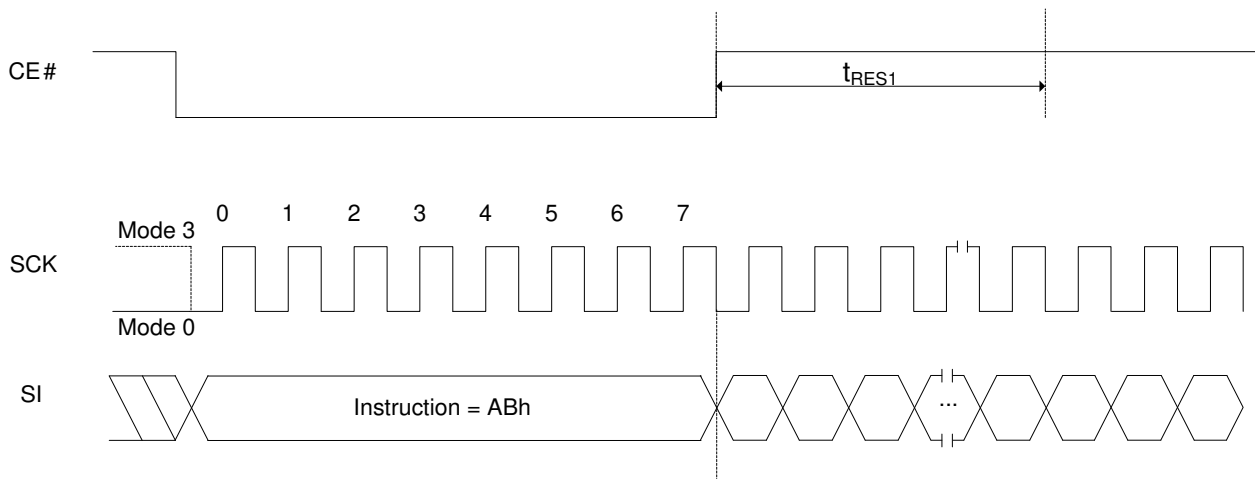 CE#
tRES1
0 1 2 3 4 5 6 7
Mode 3
SCK
Mode 0
SI
Instruction = ABh
...